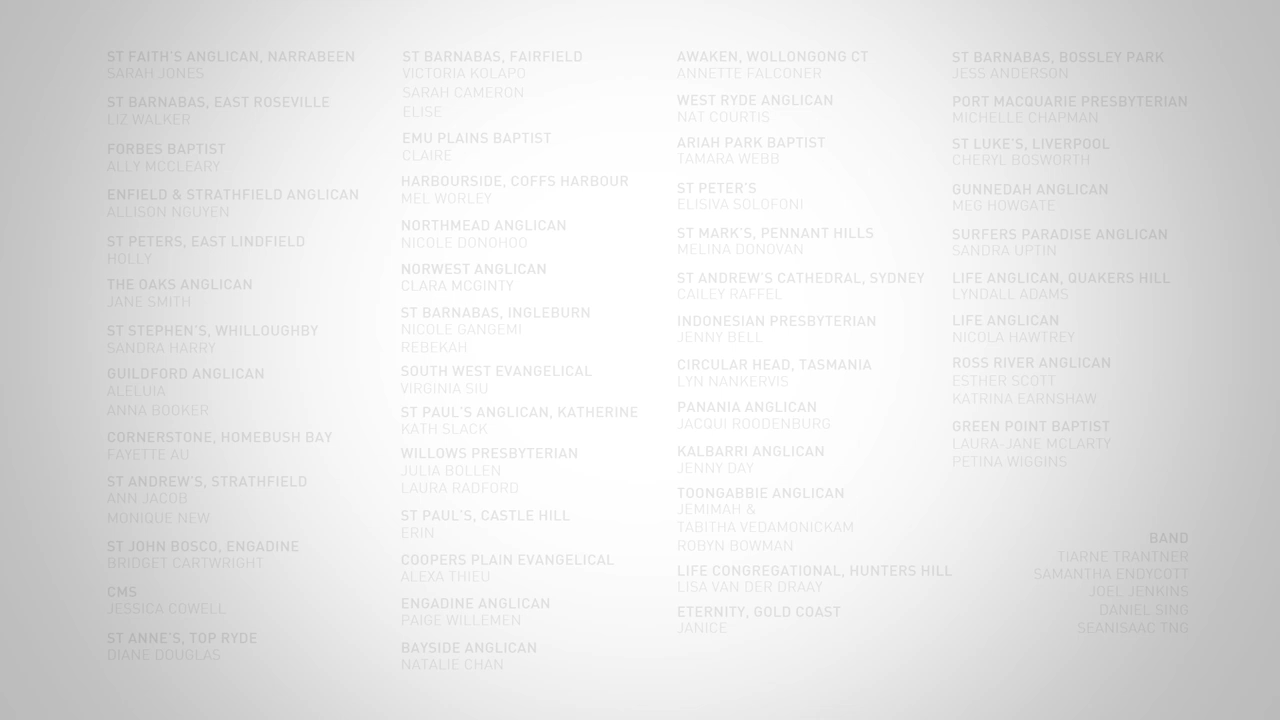 ST FAITH'S ANGLICAN, NARRABEEN
SARAH JONES
ST BARNABAS, EAST ROSEVILLE
LIZ WALKER
FORBES BAPTIST
ALLY MCCLEARY
ENFIELD & STRATHFIELD ANGLICAN
ALLISON NGUYEN
ST PETERS, EAST LINDFIELD
HOLLY
THE OAKS ANGLICAN
JANE SMITH
ST STEPHEN'S, WHILLOUGHBY
SANDRA HARRY
GUILDFORD ANGLICAN
ALELUIA
ANNA BOOKER
CORNERSTONE, HOMEBUSH BAY
FAYETTE AU
ST ANDREW'S, STRATHFIELD
ANN JACOB
MONIQUE NEW
ST JOHN BOSCO, ENGADINE
BRIDGET CARTWRIGHT
CMS
JESSICA COWELL
ST ANNE'S, TOP RYDE
DIANE DOUGLAS
ST BARNABAS, FAIRFIELD
VICTORIA KOLAPO
SARAH CAMERON
ELISE
EMU PLAINS BAPTIST
CLAIRE
HARBOURSIDE, COFFS HARBOUR
MEL WORLEY
NORTHMEAD ANGLICAN
NICOLE DONOHOO
NORWEST ANGLICAN
CLARA MCGINTY
ST BARNABAS, INGLEBURN
NICOLE GANGEMI
REBEKAH
SOUTH WEST EVANGELICAL
VIRGINIA SIU
ST PAUL'S ANGLICAN, KATHERINE
KATH SLACK
WILLOWS PRESBYTERIAN
JULIA BOLLEN
LAURA RADFORD
ST PAUL'S, CASTLE HILL
ERIN
COOPERS PLAIN EVANGELICAL
ALEXA THIEU
ENGADINE ANGLICAN
PAIGE WILLEMEN
BAYSIDE ANGLICAN
NATALIE CHAN
AWAKEN, WOLLONGONG CT
ANNETTE FALCONER
WEST RYDE ANGLICAN
NAT COURTIS
ARIAH PARK BAPTIST
TAMARA WEBB
ST PETER'S
ELISIVA SOLOFONI
ST MARK'S, PENNANT HILLS
MELINA DONOVAN
ST ANDREW'S CATHEDRAL, SYDNEY
CAILEY RAFFEL
INDONESIAN PRESBYTERIAN
JENNY BELL
CIRCULAR HEAD, TASMANIA
LYN NANKERVIS
PANANIA ANGLICAN
JACQUI ROODENBURG
KALBARRI ANGLICAN
JENNY DAY
TOONGABBIE ANGLICAN
JEMIMAH &
TABITHA VEDAMONICKAM
ROBYN BOWMAN
LIFE CONGREGATIONAL, HUNTERS HILL
LISA VAN DER DRAAY
ETERNITY, GOLD COAST
JANICE
ST BARNABAS, BOSSLEY PARK
JESS ANDERSON
PORT MACQUARIE PRESBYTERIAN
MICHELLE CHAPMAN
ST LUKE'S, LIVERPOOL
CHERYL BOSWORTH
GUNNEDAH ANGLICAN
MEG HOWGATE
SURFERS PARADISE ANGLICAN
SANDRA UPTIN
LIFE ANGLICAN, QUAKERS HILL
LYNDALL ADAMS
LIFE ANGLICAN
NICOLA HAWTREY
ROSS RIVER ANGLICAN
ESTHER SCOTT
KATRINA EARNSHAW
GREEN POINT BAPTIST
LAURA-JANE MCLARTY
PETINA WIGGINS
BAND
TIARNE TRANTNER
SAMANTHA ENDYCOTT
JOEL JENKINS
DANIEL SING
SEANISAAC TNG